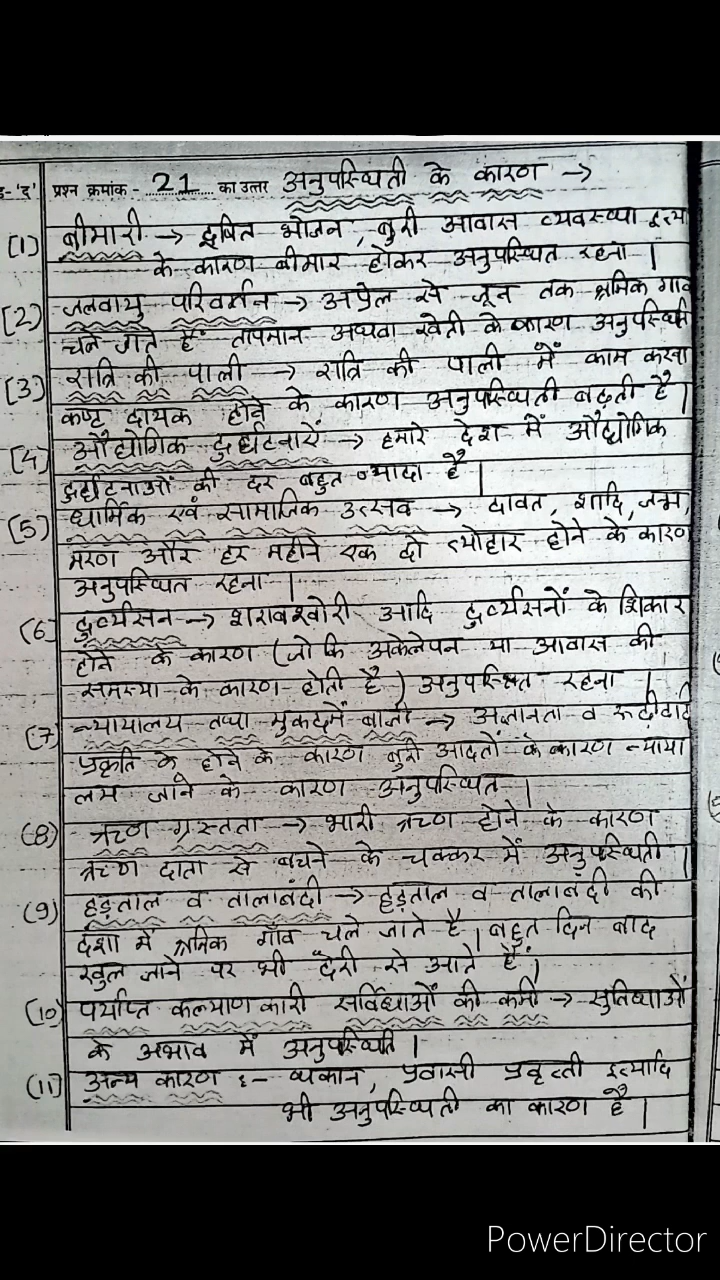 इ-'द' प्रश्न क्रमांक - 21 का उत्तर अनुपस्थिती के कारण →
(1) बीमारी → दूषित भोजन, बुरी आवास व्यवस्था इत्या
के कारण बीमार होकर अनुपस्थित रहना |
(2) जलवायु परिवर्तन → अप्रेल से जून तक श्रमिक गाव
चले जाते हैं तापमान अथवा खेती के कारण अनुपस्थिती
(3) रात्रि की पाली → रात्रि की पाली में काम करना
कष्ट दायक होने के कारण अनुपस्थिती बढ़ती है |
(4) औद्योगिक दुर्घटनायें → हमारे देश में औद्योगिक
दुर्घटनाओं की दर बहुत ज्यादा है |
(5) धार्मिक एवं सामाजिक उत्सव → दावत, शादि, जन्म,
मरण और हर महीने एक दो त्योहार होने के कारण
अनुपस्थित रहना |
(6) दुर्व्यसन → शराबखोरी आदि दुर्व्यसनों के शिकार
होने के कारण (जो कि अकेलेपन या आवास की
समस्या के कारण होती है) अनुपस्थित रहना |
(7) न्यायालय तथा मुकदमें बाजी → अज्ञानता व रूढ़ीवादि
प्रकृति के होने के कारण बुरी आदतों के कारण न्याया
लय जाने के कारण अनुपस्थित |
(8) ऋण ग्रस्तता → भारी ऋण होने के कारण
ऋण दाता से बचने के चक्कर में अनुपस्थिती |
(9) हड़ताल व तालाबंदी → हड़ताल व तालाबंदी की
दशा में श्रमिक गाँव चले जाते है | बहुत दिन बाद
खुल जाने पर भी देरी से आते हैं |
(10) पर्याप्त कल्याणकारी सुविधाओं की कमी → सुविधाओं
के अभाव में अनुपस्थिति |
(11) अन्य कारण :- थकान, प्रवासी प्रवृत्ती इत्यादि
भी अनुपस्थिती का कारण है |
PowerDirector